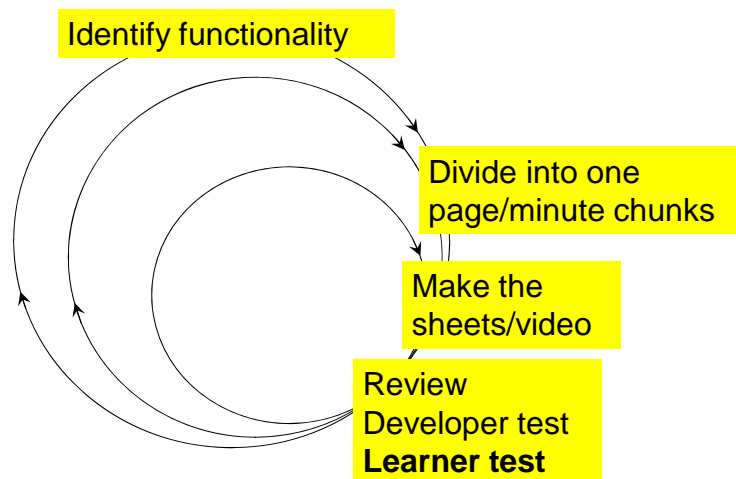 Identify functionality
Divide into one
page/minute chunks
Make the
sheets/video
Review
Developer test
Learner test